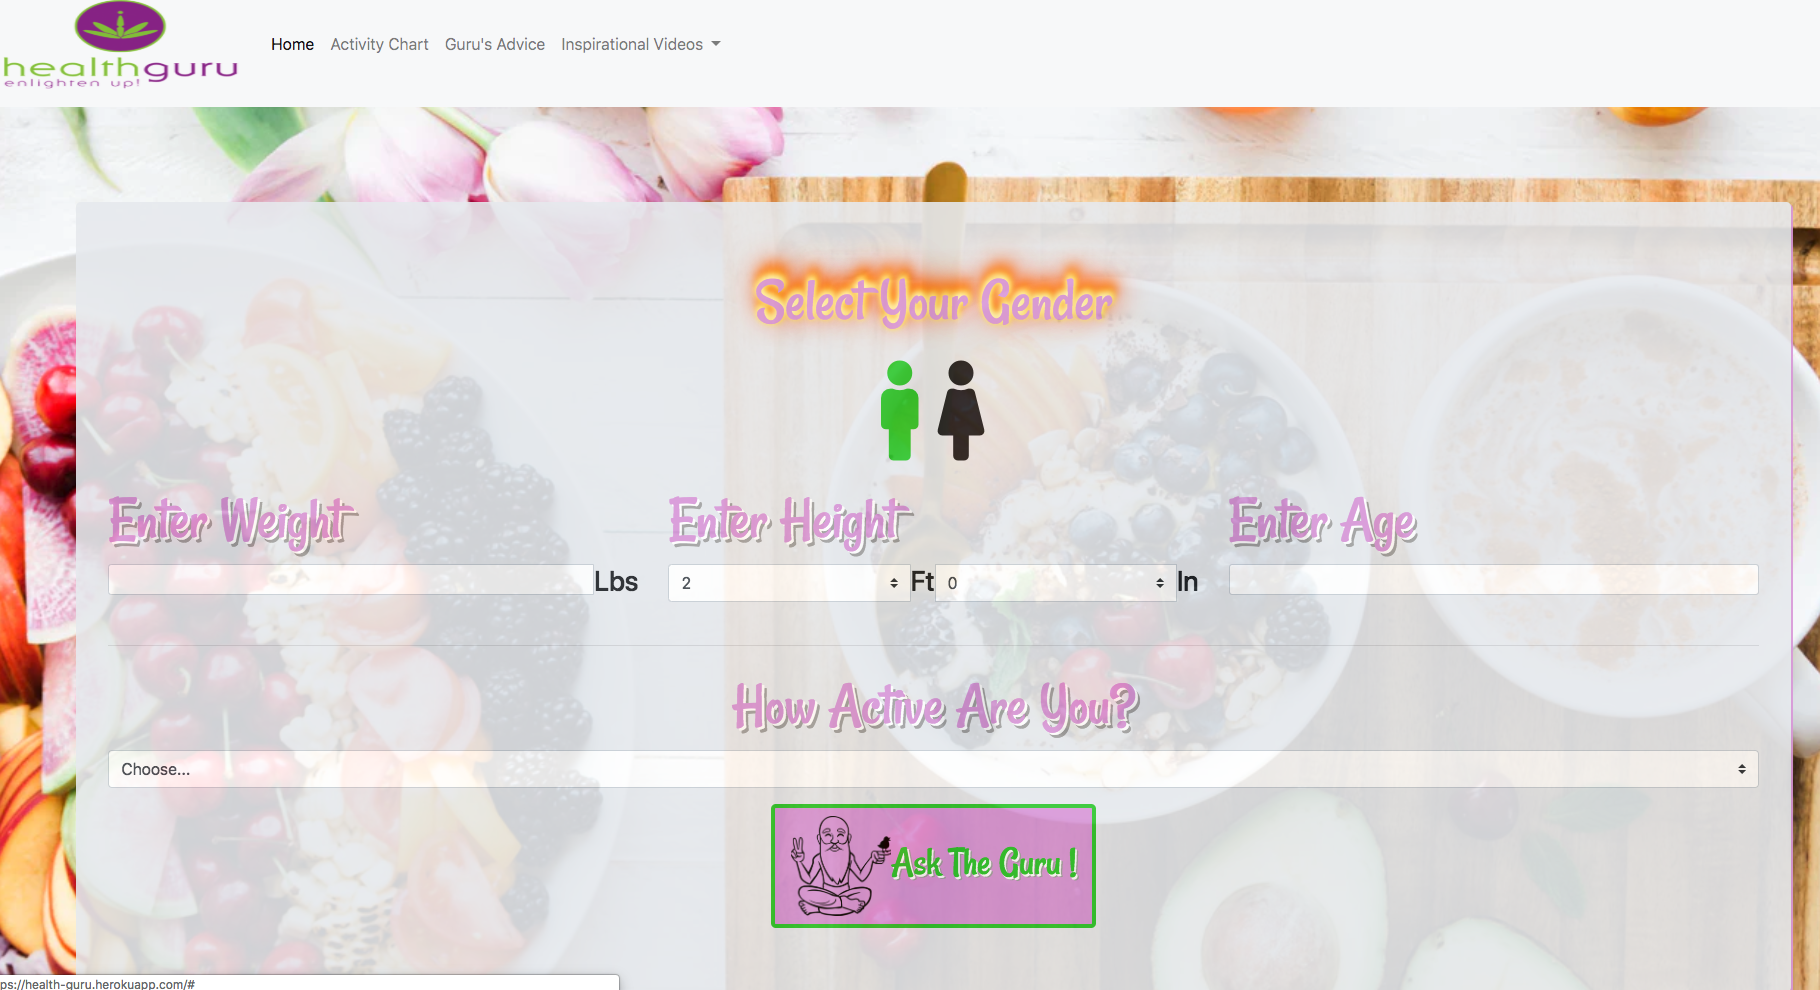 healthguru
enlighten up!
Home Activity Chart Guru's Advice Inspirational Videos
Select Your Gender
Enter Weight Enter Height Enter Age
Lbs 2 Ft 0 In
How Active Are You?
Choose...
Ask The Guru !
ps://health-guru.herokuapp.com/#